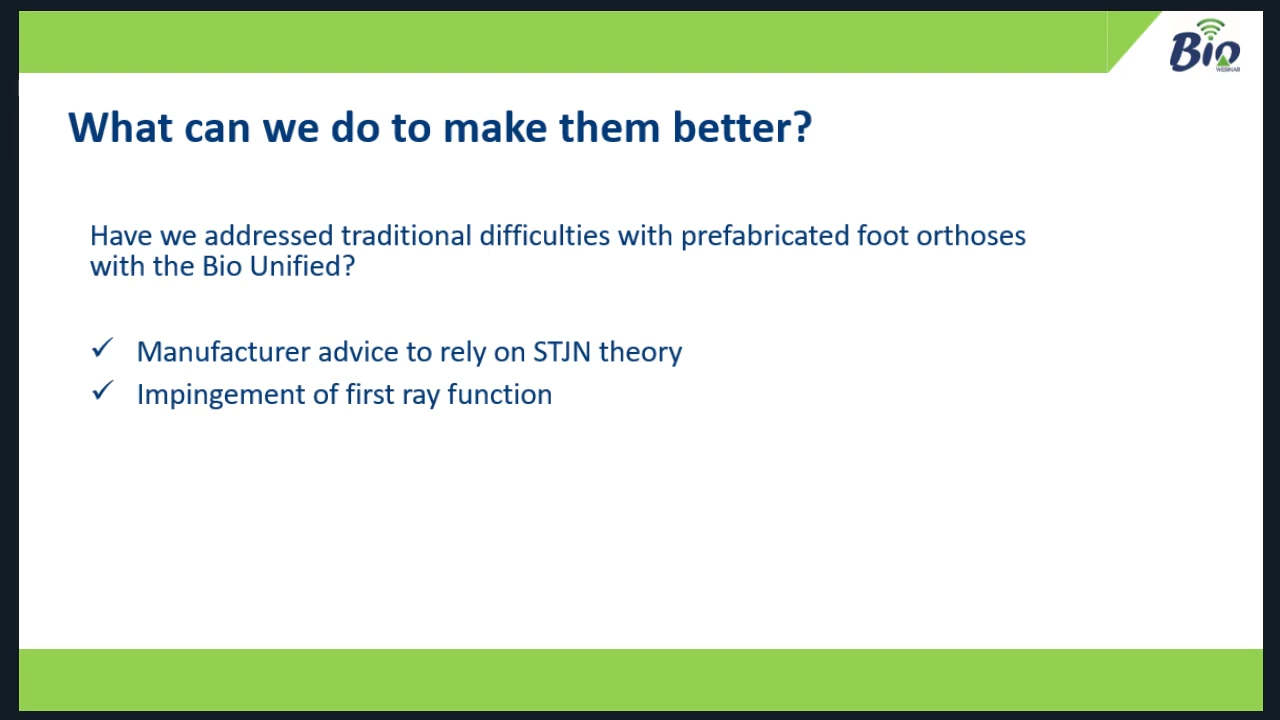 Bio
WEBINAR
What can we do to make them better?
Have we addressed traditional difficulties with prefabricated foot orthoses
with the Bio Unified?
✓ Manufacturer advice to rely on STJN theory
✓ Impingement of first ray function